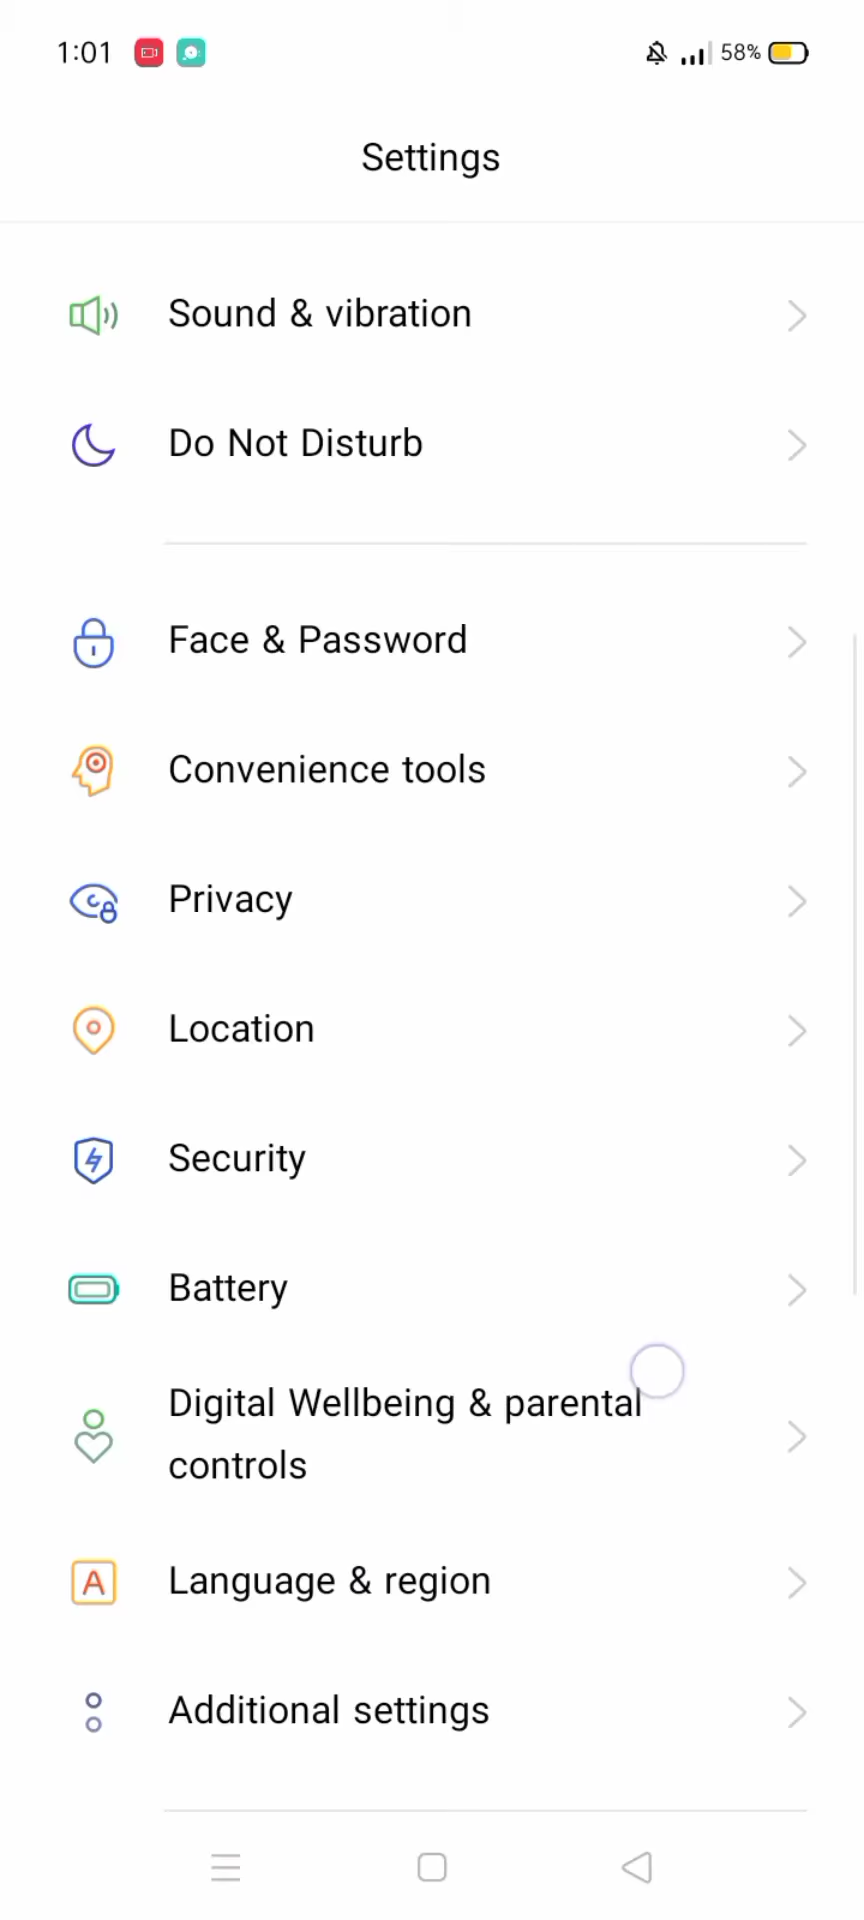 1:01 58%
Settings
Sound & vibration
Do Not Disturb
Face & Password
Convenience tools
Privacy
Location
Security
Battery
Digital Wellbeing & parental
controls
A Language & region
Additional settings